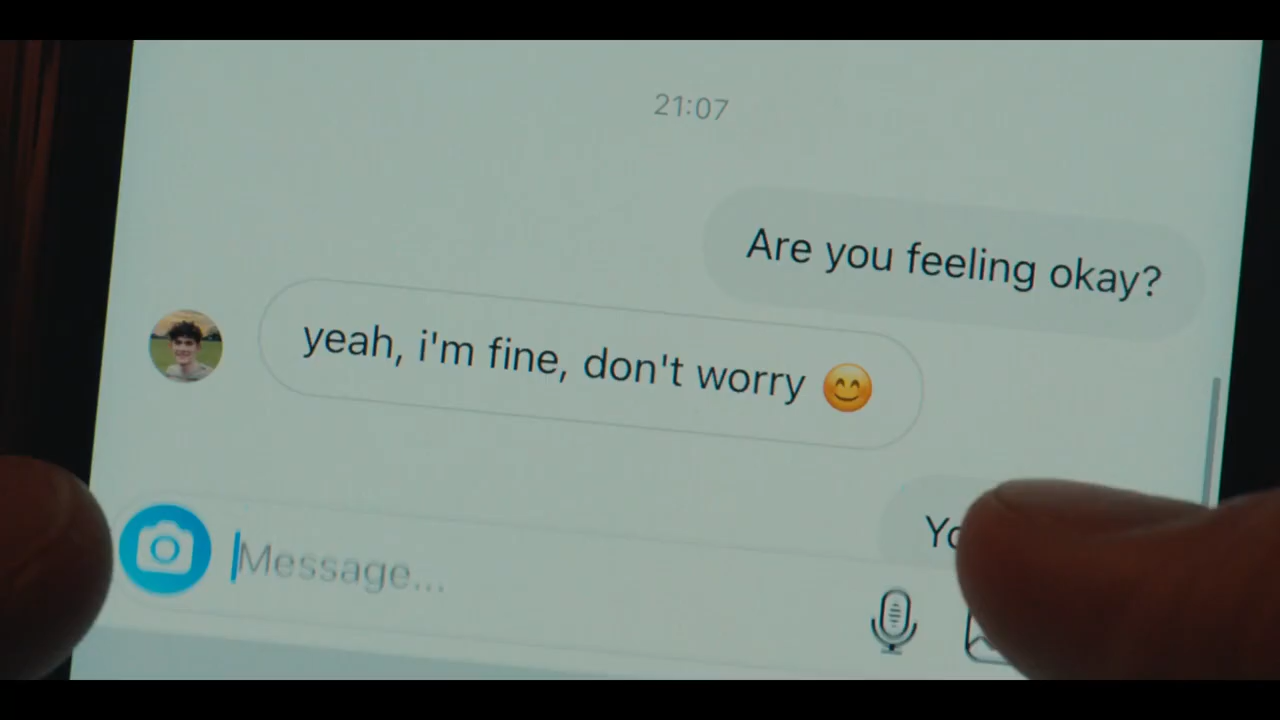 21:07
Are you feeling okay?
yeah, i'm fine, don't worry 😊
Message...